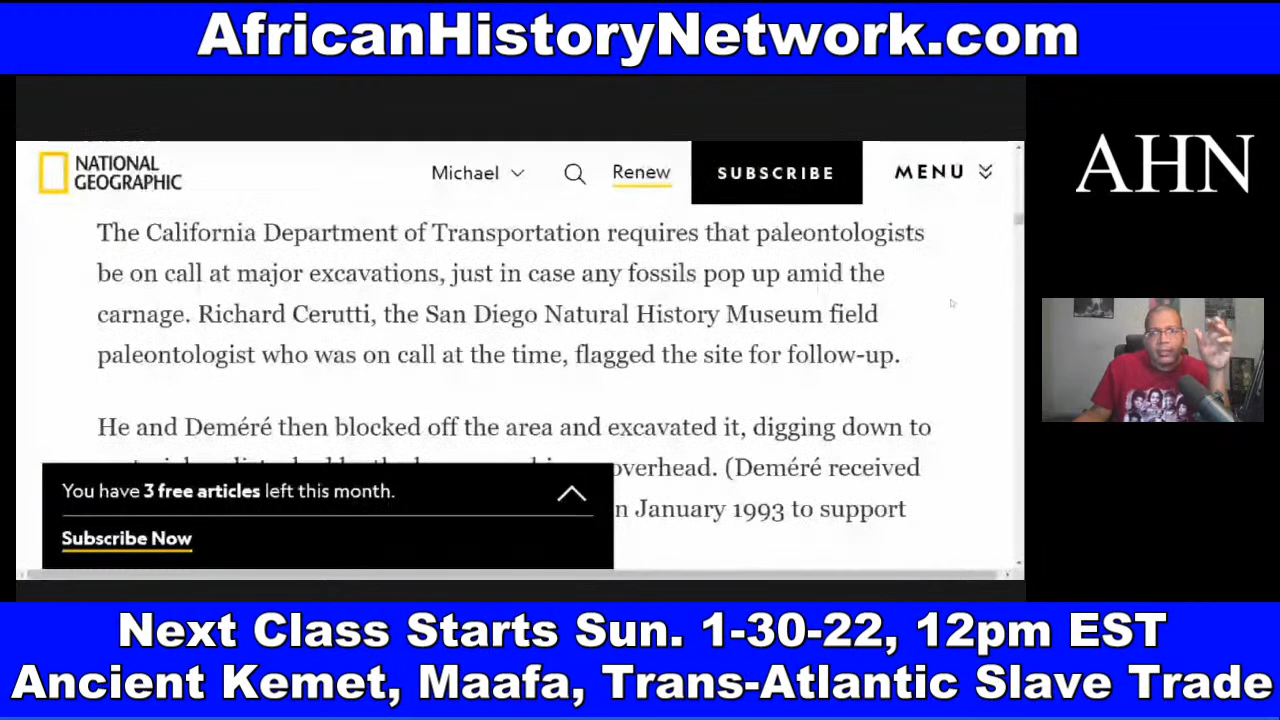 AfricanHistoryNetwork.com
NATIONAL
GEOGRAPHIC
Michael
Renew
SUBSCRIBE
MENU
AHN
The California Department of Transportation requires that paleontologists
be on call at major excavations, just in case any fossils pop up amid the
carnage. Richard Cerutti, the San Diego Natural History Museum field
paleontologist who was on call at the time, flagged the site for follow-up.
He and Deméré then blocked off the area and excavated it, digging down to
overhead. (Deméré received
n January 1993 to support
You have 3 free articles left this month.
Subscribe Now
Next Class Starts Sun. 1-30-22, 12pm EST
Ancient Kemet, Maafa, Trans-Atlantic Slave Trade